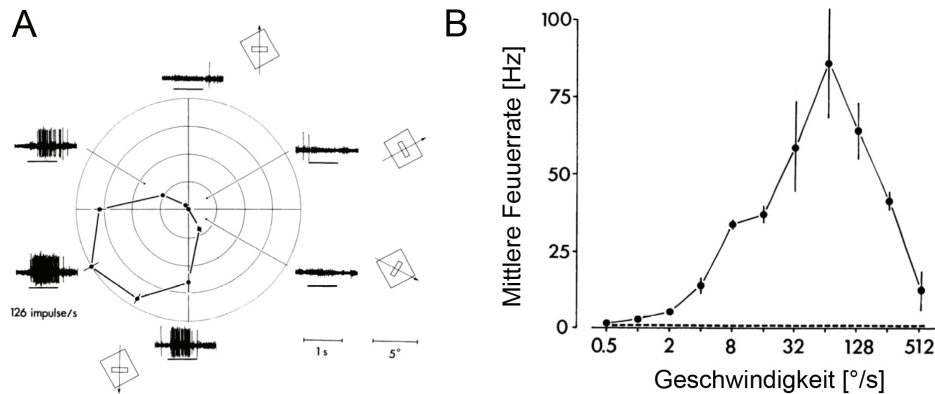 A
126 impulse/s
1 s
5°
B
Mittlere Feuuerrate [Hz]
100
75
50
25
0
0.5 2 8 32 128 512
Geschwindigkeit [°/s]